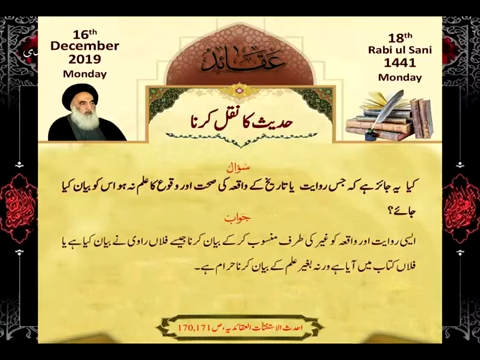 16th
December
2019
Monday
عقائد
18th
Rabi ul Sani
1441
Monday
حدیث کا نقل کرنا
سوال
کیا یہ جائز ہے کہ جس روایت یا تاریخ کے واقعہ کی صحت اور وقوع کا علم نہ ہو اس کو بیان کیا
جائے؟
جواب
ایسی روایت اور واقعہ کو غیر کی طرف منسوب کر کے بیان کرنا جیسے فلاں راوی نے بیان کیا ہے یا
فلاں کتاب میں آیا ہے ورنہ بغیر علم کے بیان کرنا حرام ہے۔
احدث الاستفتاءات العقائدیہ، ص 170.171